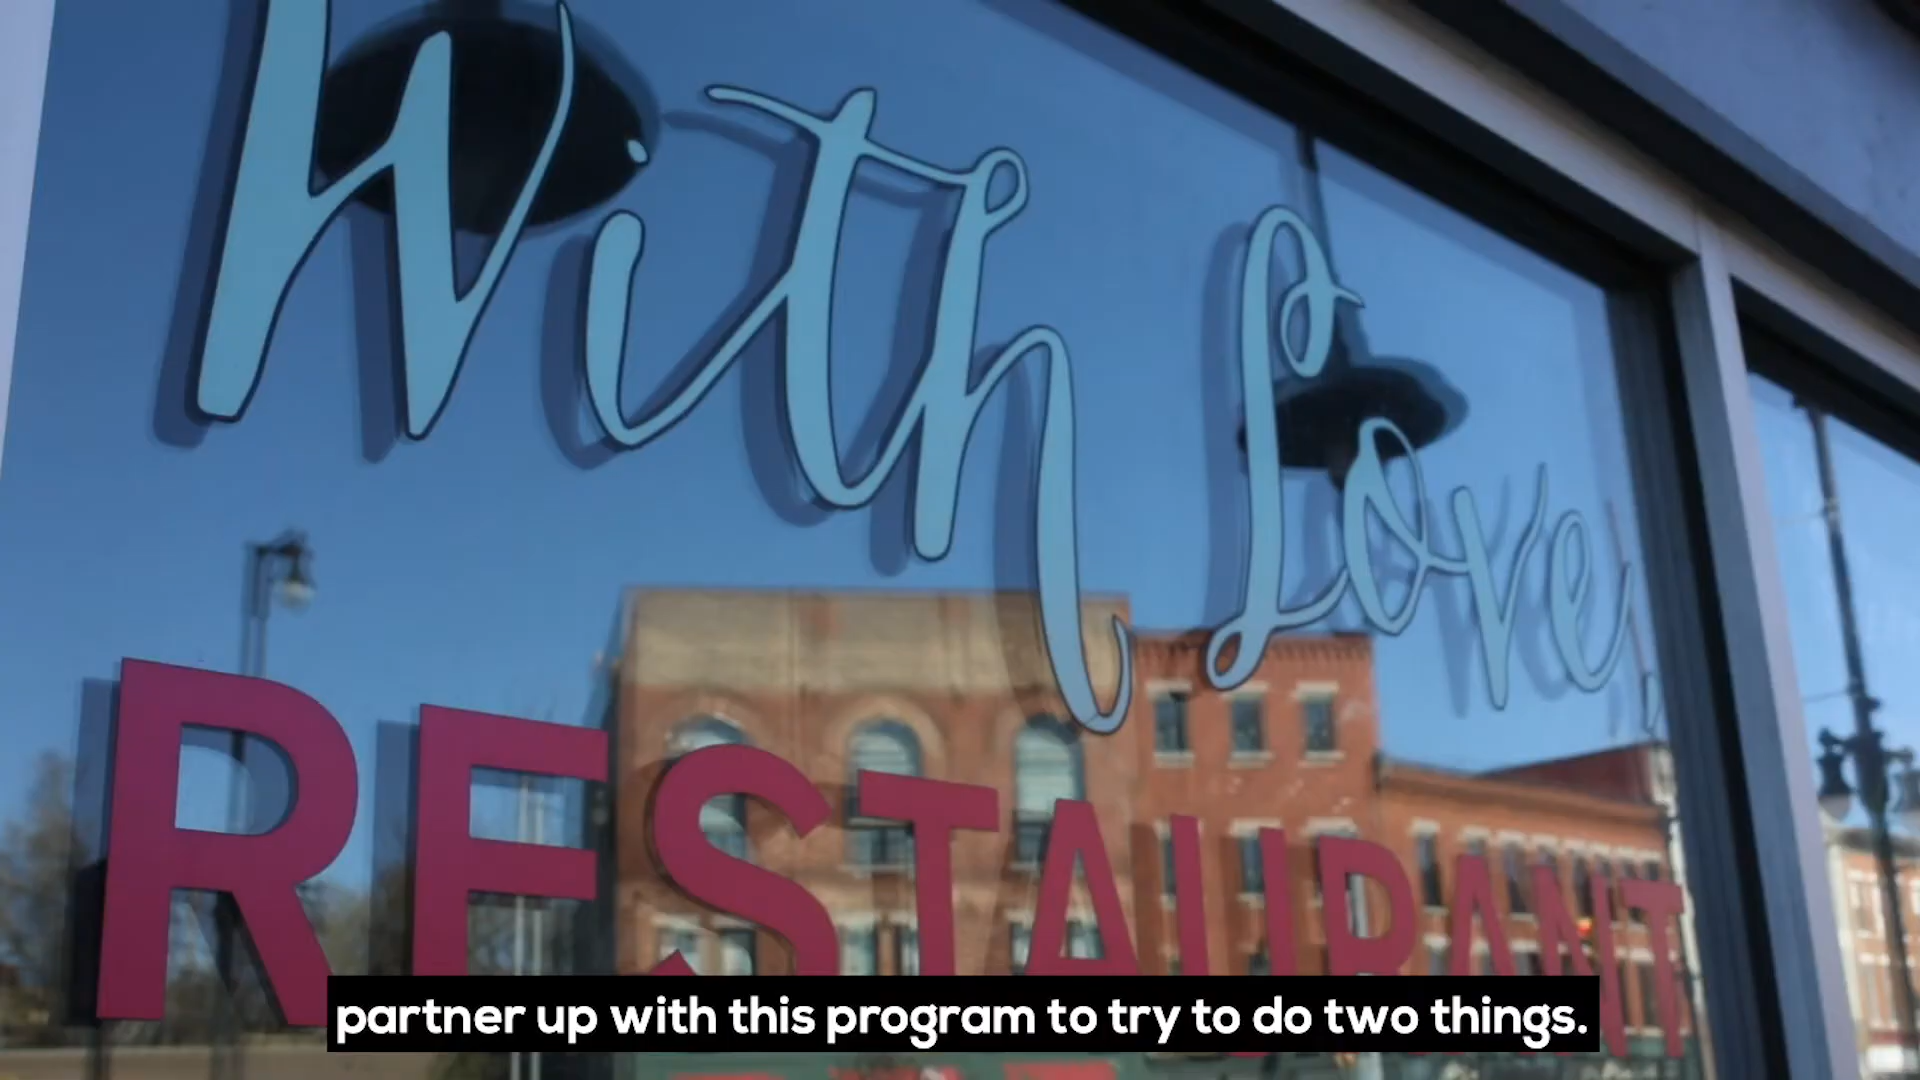 With Love,
RESTAURANT
partner up with this program to try to do two things.